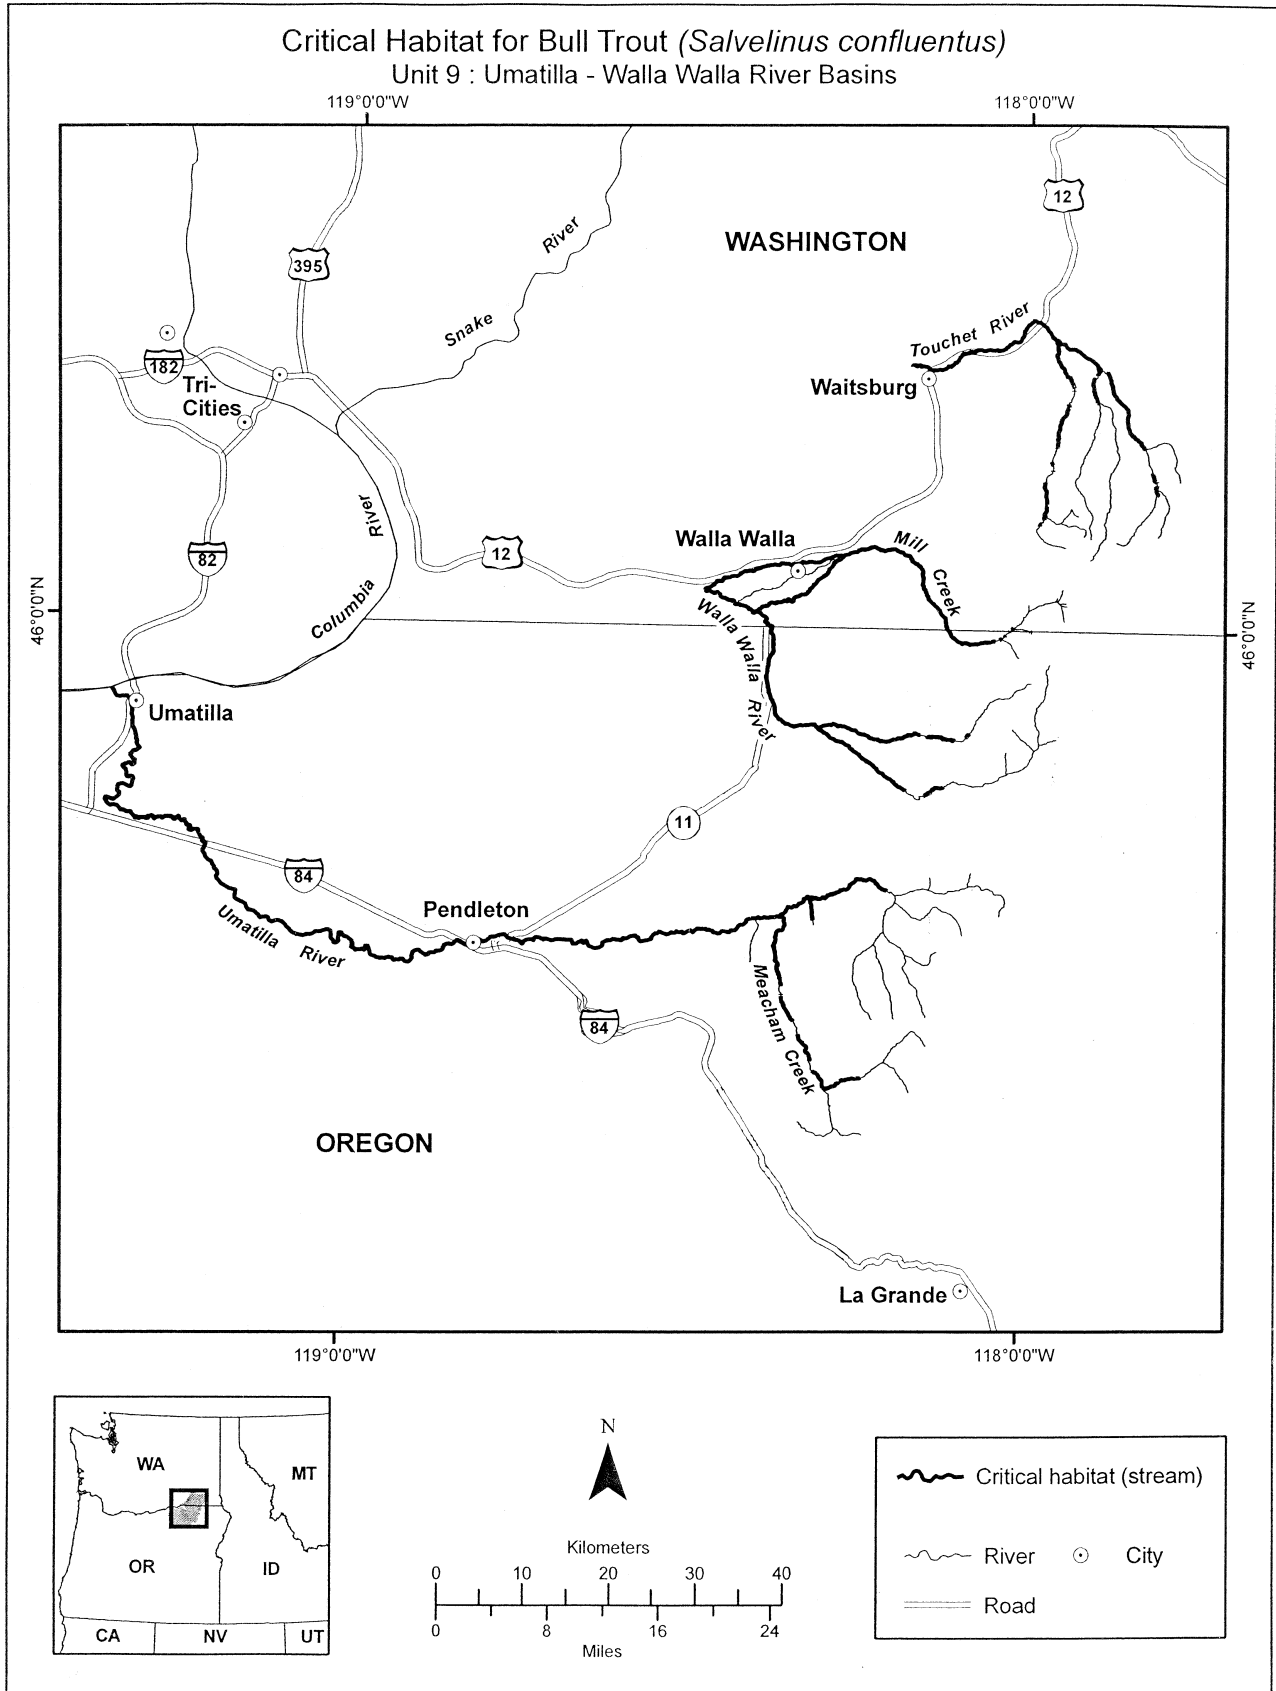 Critical Habitat for Bull Trout (Salvelinus confluentus)
Unit 9 : Umatilla - Walla Walla River Basins
119°0'0"W
118°0'0"W
12
395
River
WASHINGTON
Snake
Touchet River
182
Tri-
Cities
Waitsburg
River
Walla Walla
Mill
Creek
82
12
46°0'0"N
46°0'0"N
Columbia
Walla Walla River
Umatilla
11
84
Pendleton
Umatilla River
Meacham Creek
84
OREGON
La Grande
119°0'0"W
118°0'0"W
WA
MT
OR
ID
CA
NV
UT
N
Kilometers
0 10 20 30 40
0 8 16 24
Miles
Critical habitat (stream)
River
City
Road